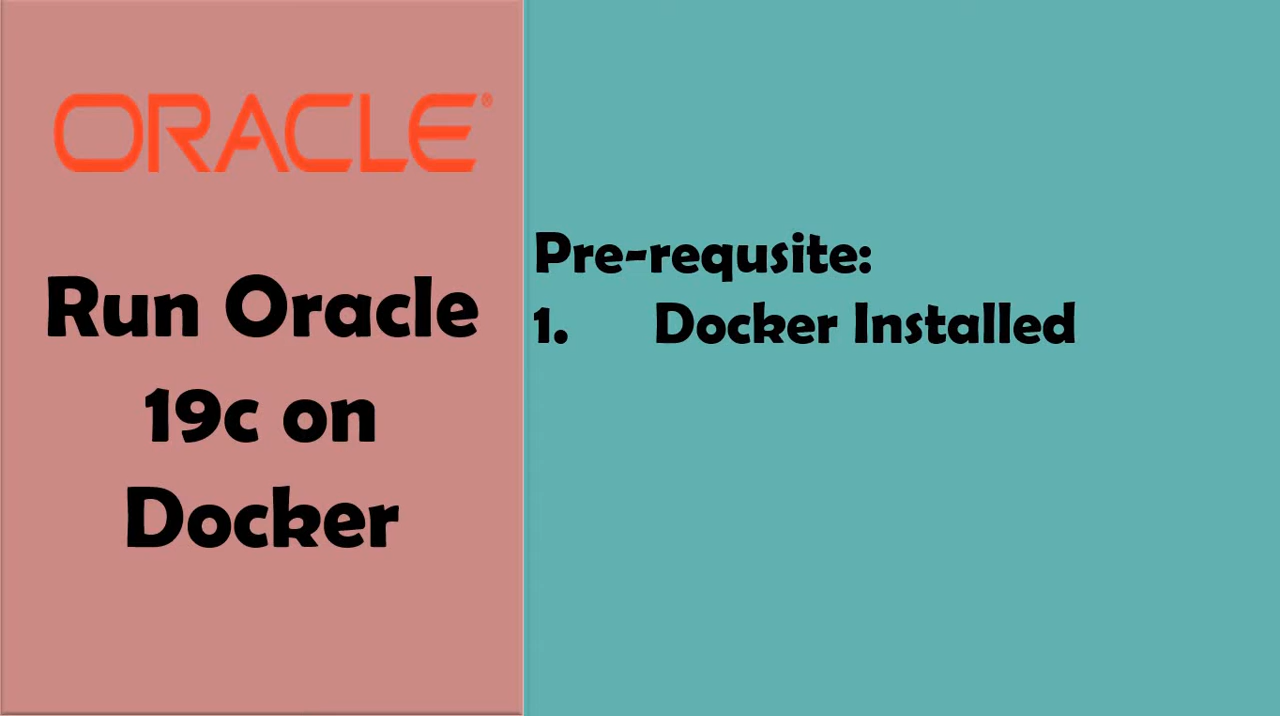 ORACLE®
Run Oracle
19c on
Docker
Pre-requsite:
1. Docker Installed